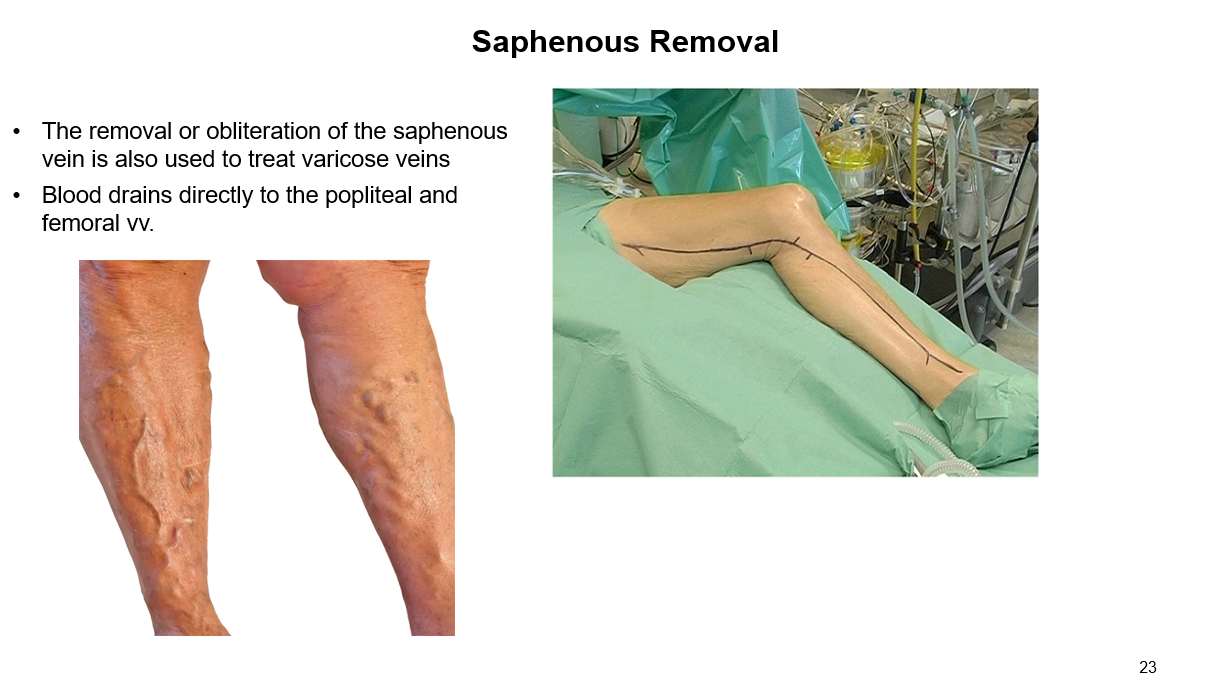 Saphenous Removal
• The removal or obliteration of the saphenous
vein is also used to treat varicose veins
• Blood drains directly to the popliteal and
femoral vv.
23